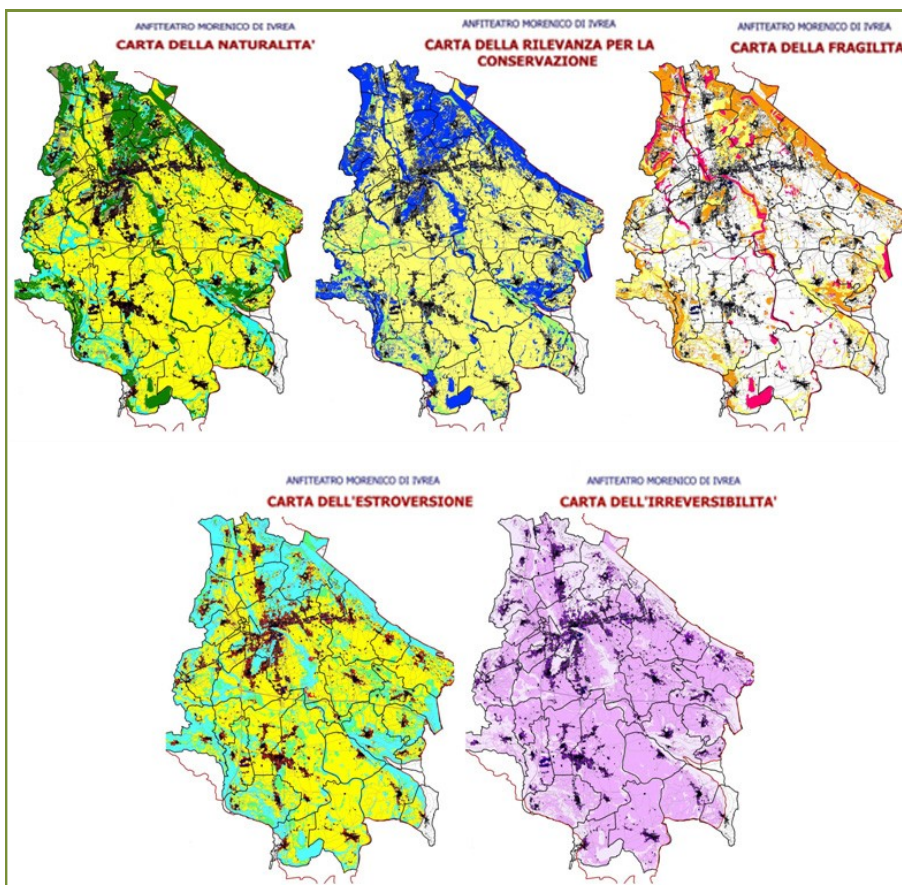 ANFITEATRO MORENICO DI IVREA
CARTA DELLA NATURALITA'
ANFITEATRO MORENICO DI IVREA
CARTA DELLA RILEVANZA PER LA
CONSERVAZIONE
ANFITEATRO MORENICO DI IVREA
CARTA DELLA FRAGILITA
ANFITEATRO MORENICO DI IVREA
CARTA DELL'ESTROVERSIONE
ANFITEATRO MORENICO DI IVREA
CARTA DELL'IRREVERSIBILITA'